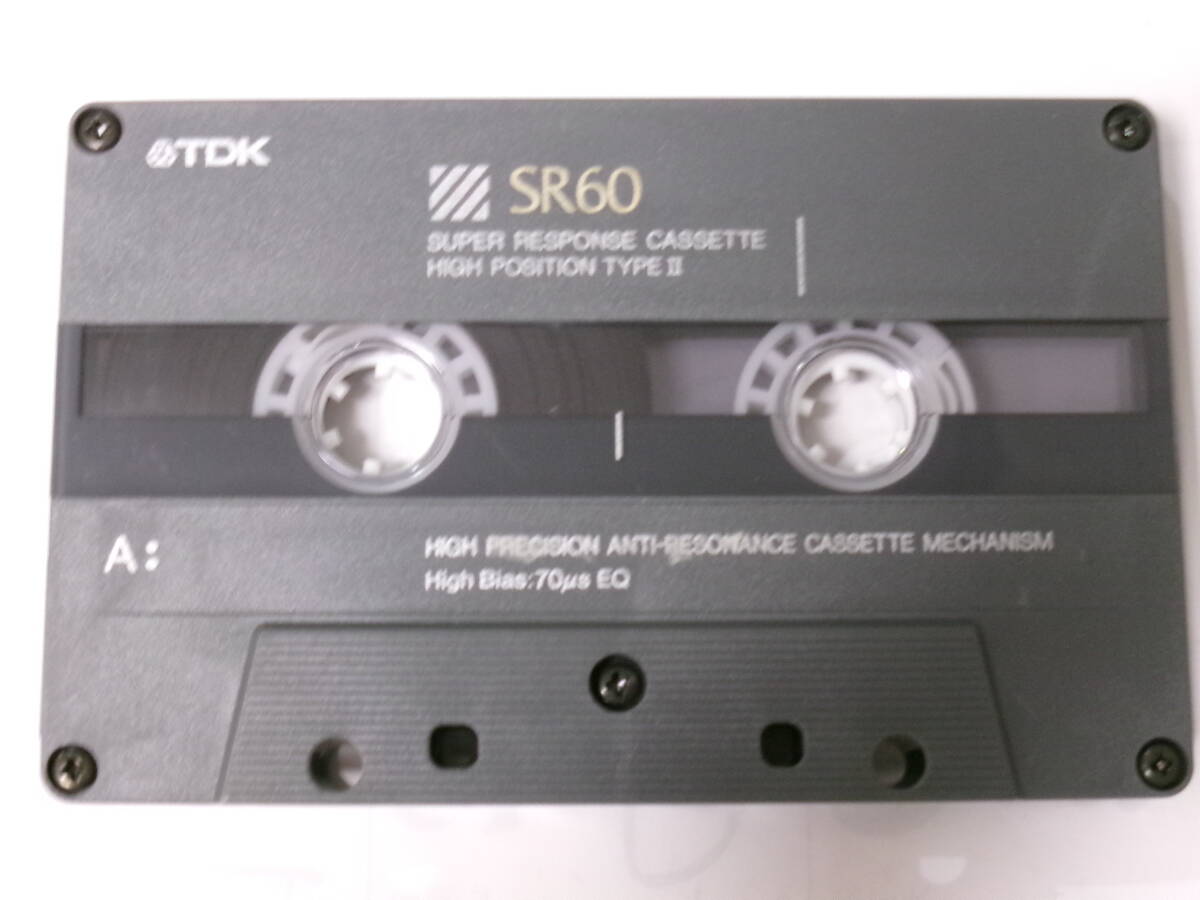 TDK
SR60
SUPER RESPONSE CASSETTE
HIGH POSITION TYPE II
A:
HIGH PRECISION ANTI-RESONANCE CASSETTE MECHANISM
High Bias:70μs EQ